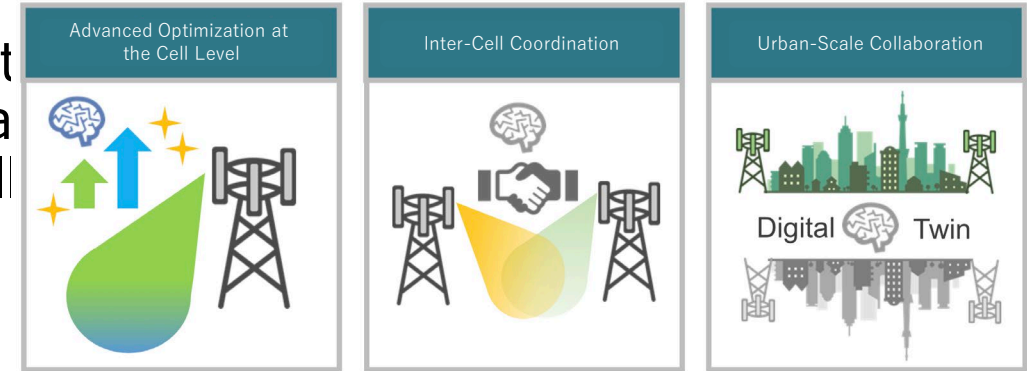 Advanced Optimization at
the Cell Level
Inter-Cell Coordination
Urban-Scale Collaboration
Digital Twin